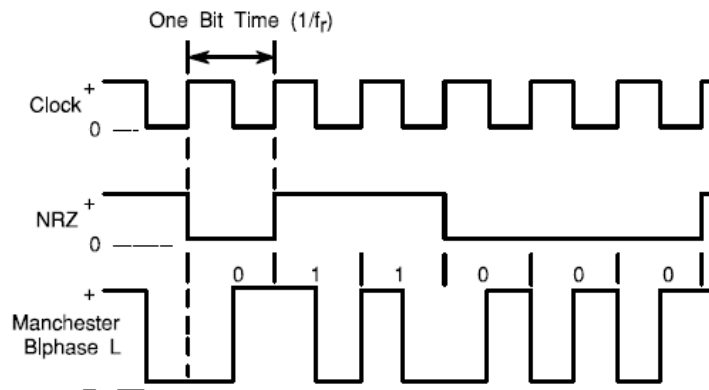 One Bit Time (1/fr)
+
Clock
0
+
NRZ
0
0 1 1 0 0 0
+
Manchester
BIphase L